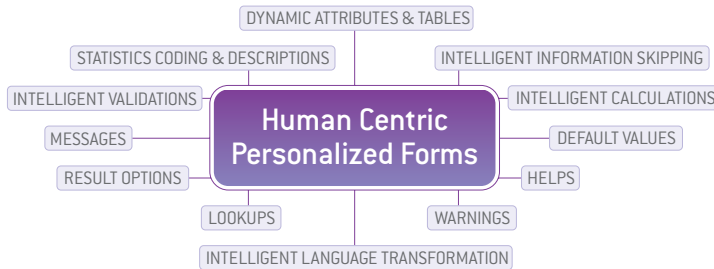 DYNAMIC ATTRIBUTES & TABLES
STATISTICS CODING & DESCRIPTIONS
INTELLIGENT INFORMATION SKIPPING
INTELLIGENT VALIDATIONS
INTELLIGENT CALCULATIONS
Human Centric
Personalized Forms
MESSAGES
DEFAULT VALUES
RESULT OPTIONS
HELPS
LOOKUPS
WARNINGS
INTELLIGENT LANGUAGE TRANSFORMATION